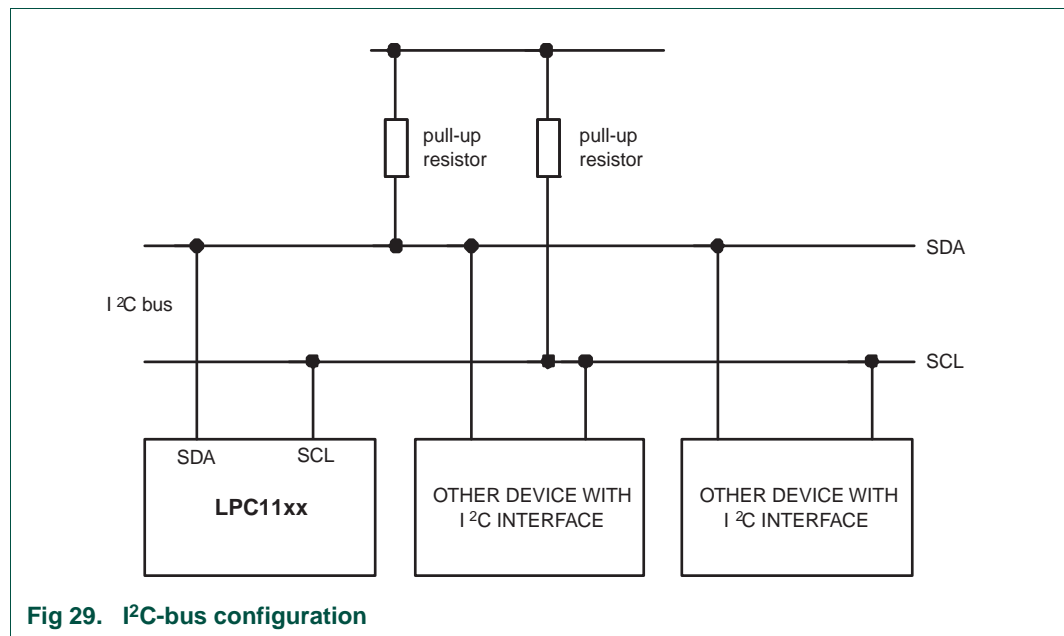 pull-up
resistor
pull-up
resistor
SDA
I 2C bus
SCL
SDA SCL
LPC11xx
OTHER DEVICE WITH
I 2C INTERFACE
OTHER DEVICE WITH
I 2C INTERFACE
Fig 29. I2C-bus configuration